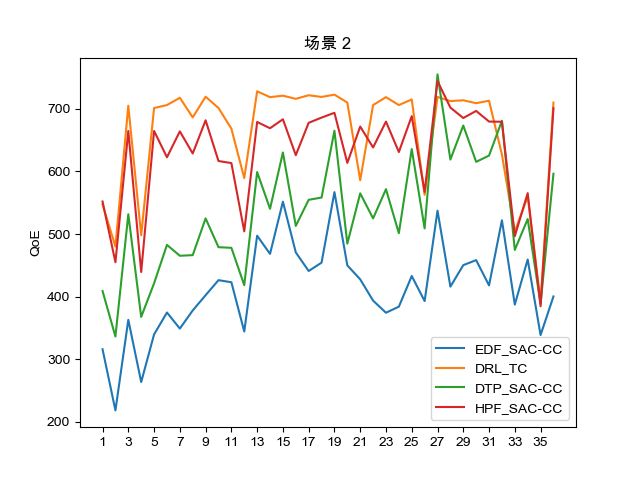 场景 2
QoE
700
600
500
400
300
200
1 3 5 7 9 11 13 15 17 19 21 23 25 27 29 31 33 35
EDF_SAC-CC
DRL_TC
DTP_SAC-CC
HPF_SAC-CC